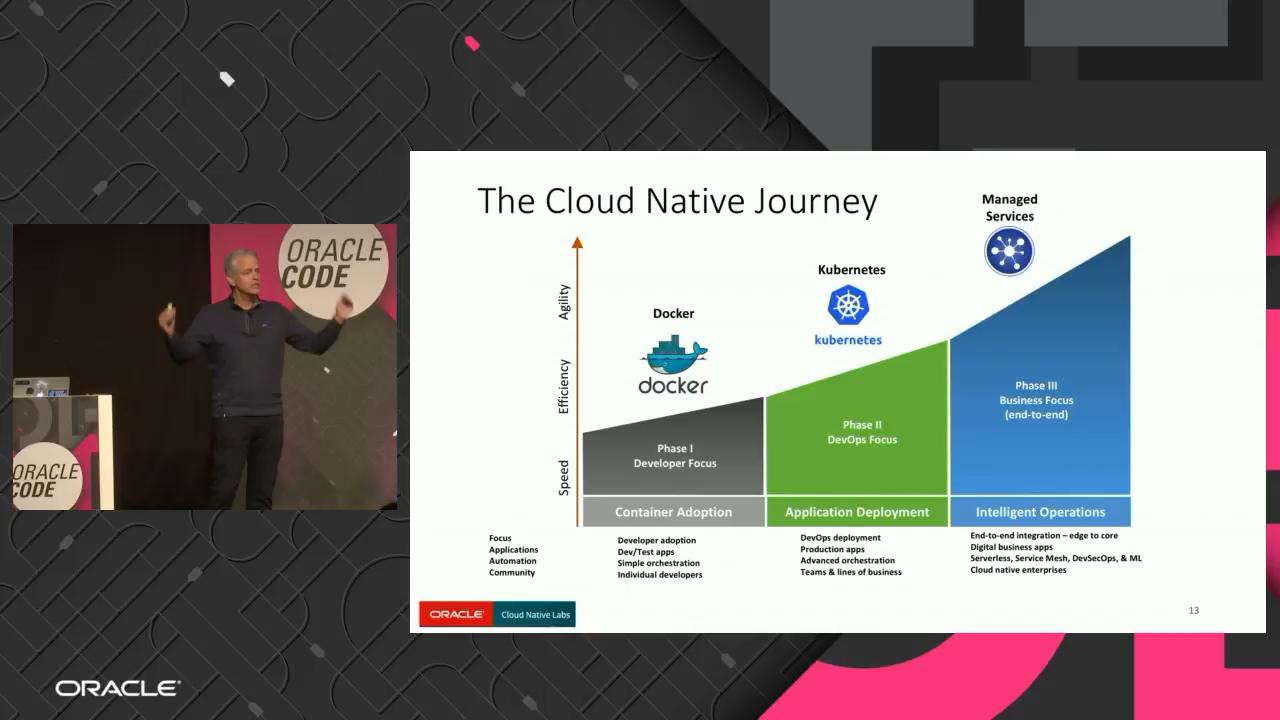 ORACLE
CODE
ORACLE
CODE
The Cloud Native Journey
Managed
Services
Kubernetes
kubernetes
Docker
docker
Agility
Efficiency
Speed
Phase I
Developer Focus
Phase II
DevOps Focus
Phase III
Business Focus
(end-to-end)
Container Adoption
Application Deployment
Intelligent Operations
Focus
Applications
Automation
Community
Developer adoption
Dev/Test apps
Simple orchestration
Individual developers
DevOps deployment
Production apps
Advanced orchestration
Teams & lines of business
End-to-end integration – edge to core
Digital business apps
Serverless, Service Mesh, DevSecOps, & ML
Cloud native enterprises
ORACLE Cloud Native Labs
13
ORACLE